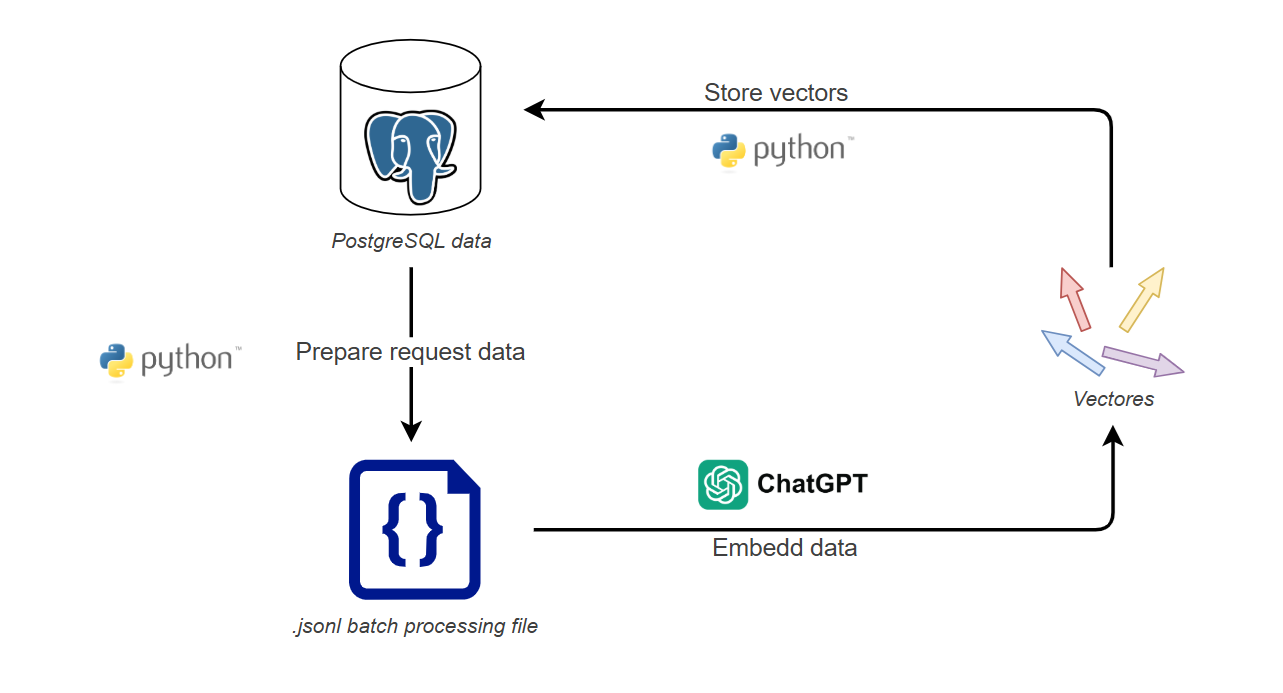 Store vectors
python™
PostgreSQL data
python™
Prepare request data
Vectores
ChatGPT
Embedd data
.jsonl batch processing file